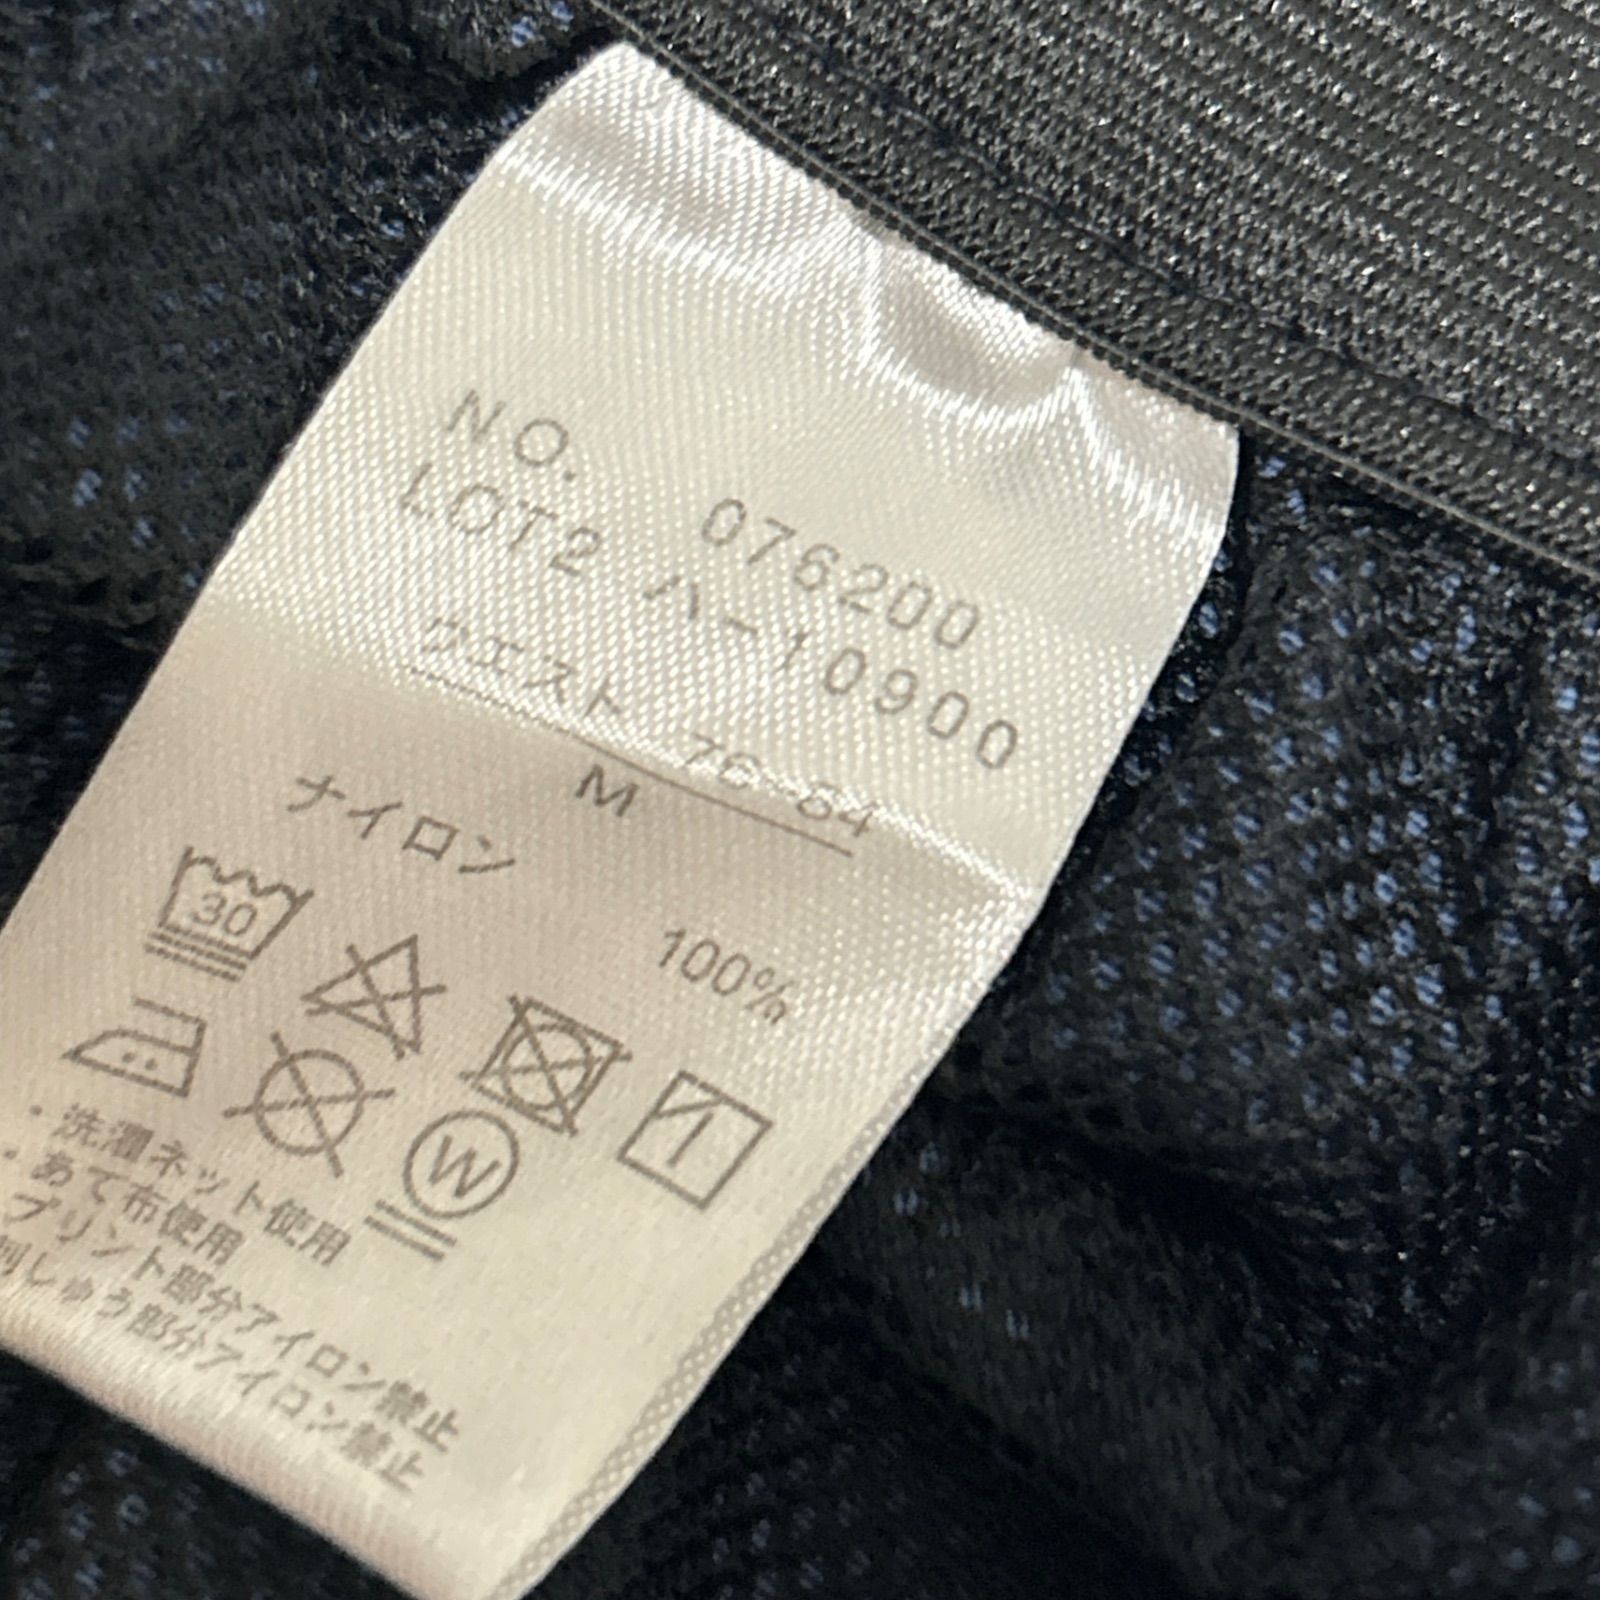 NO. 076200
LOT2 ハ-10900
ウエスト 76-84
M
ナイロン 100%
30
W
・洗濯ネット使用
・あて布使用
プリント部分アイロン禁止
刺しゅう部分アイロン禁止